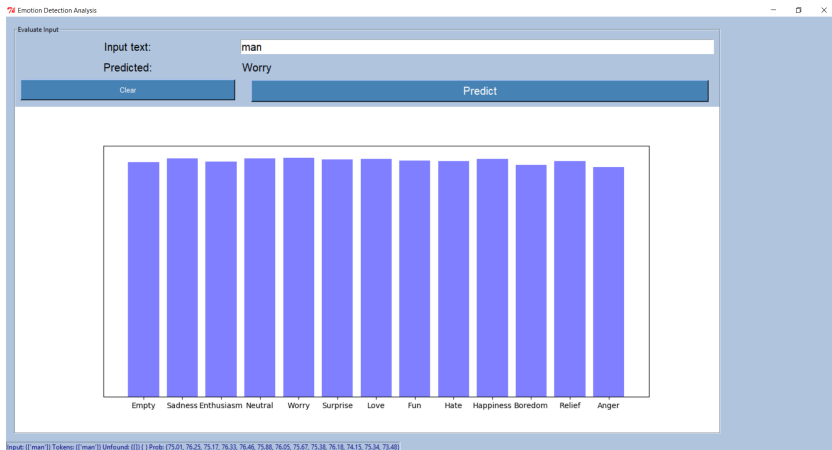 Emotion Detection Analysis
Evaluate Input
Input text: man
Predicted: Worry
Clear Predict
Empty Sadness Enthusiasm Neutral Worry Surprise Love Fun Hate Happiness Boredom Relief Anger
Input: (['man']) Tokens: (['man']) Unfound: ([]) ( ) Prob: (75.01, 76.25, 75.17, 76.33, 76.46, 75.88, 76.05, 75.67, 75.38, 76.18, 74.15, 75.34, 73.48)